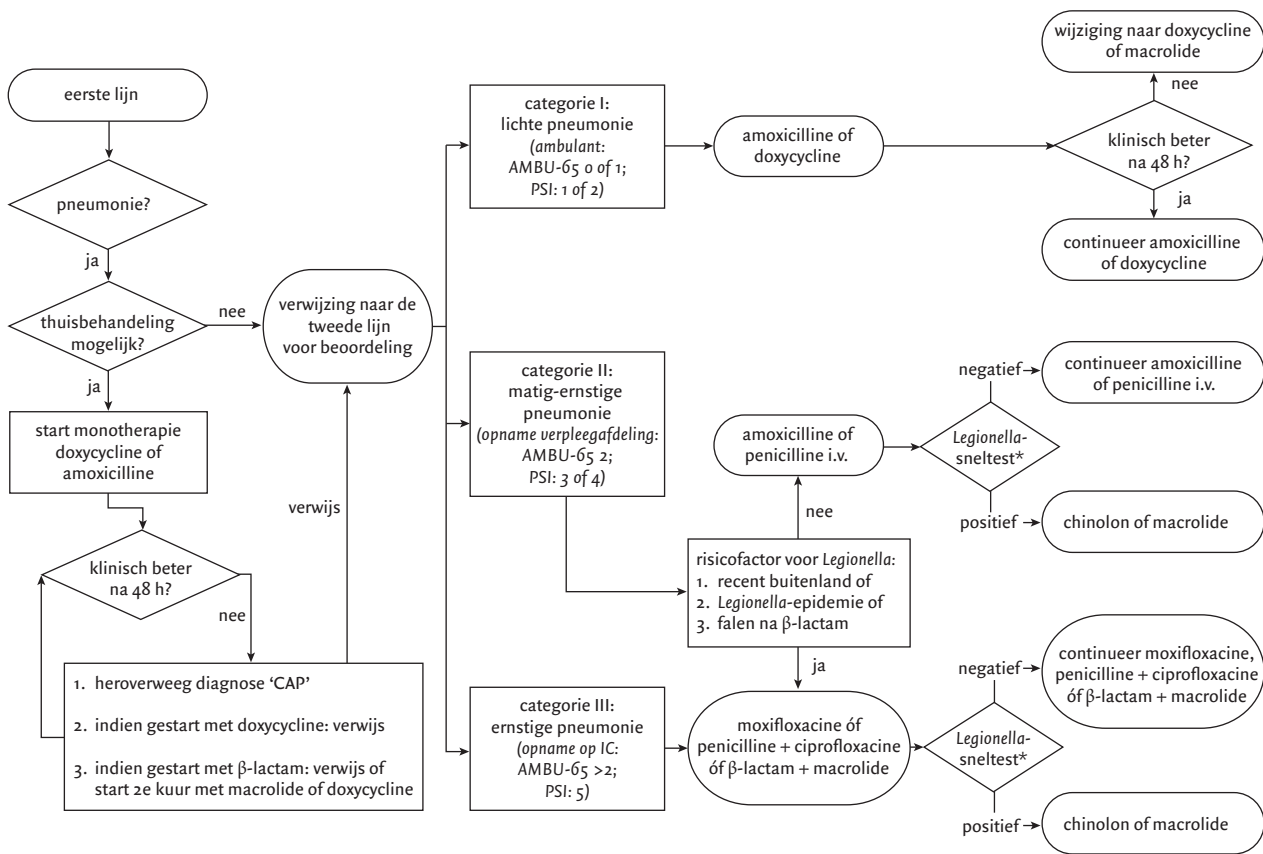 eerste lijn
pneumonie?
ja
thuisbehandeling
mogelijk?
nee
ja
start monotherapie
doxycycline of
amoxicilline
klinisch beter
na 48 h?
nee
1. heroverweeg diagnose ‘CAP’
2. indien gestart met doxycycline: verwijs
3. indien gestart met β-lactam: verwijs of
start 2e kuur met macrolide of doxycycline
verwijs
verwijzing naar de
tweede lijn
voor beoordeling
categorie I:
lichte pneumonie
(ambulant:
AMBU-65 0 of 1;
PSI: 1 of 2)
amoxicilline of
doxycycline
klinisch beter
na 48 h?
nee
wijziging naar doxycycline
of macrolide
ja
continueer amoxicilline
of doxycycline
categorie II:
matig-ernstige
pneumonie
(opname verpleegafdeling:
AMBU-65 2;
PSI: 3 of 4)
risicofactor voor Legionella:
1. recent buitenland of
2. Legionella-epidemie of
3. falen na β-lactam
nee
amoxicilline of
penicilline i.v.
Legionella-
sneltest*
negatief
continueer amoxicilline
of penicilline i.v.
positief
chinolon of macrolide
ja
categorie III:
ernstige pneumonie
(opname op IC:
AMBU-65 >2;
PSI: 5)
moxifloxacine óf
penicilline + ciprofloxacine
óf β-lactam + macrolide
Legionella-
sneltest*
negatief
continueer moxifloxacine,
penicilline + ciprofloxacine
óf β-lactam + macrolide
positief
chinolon of macrolide